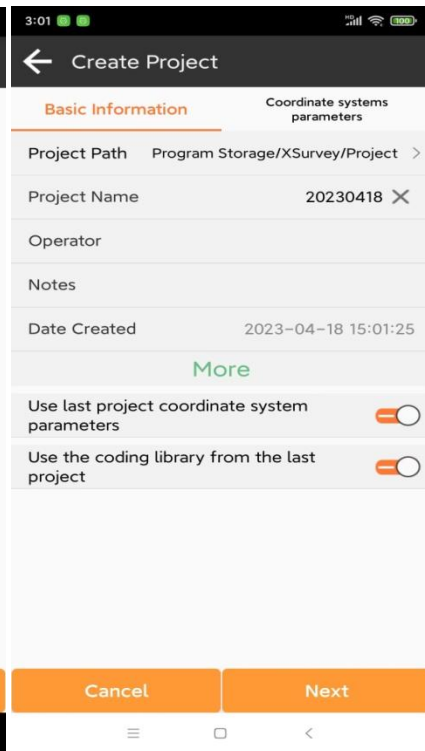 3:01 HD 100
Create Project
Basic Information
Coordinate systems
parameters
Project Path Program Storage/XSurvey/Project >
Project Name 20230418
Operator
Notes
Date Created 2023-04-18 15:01:25
More
Use last project coordinate system
parameters
Use the coding library from the last
project
Cancel Next